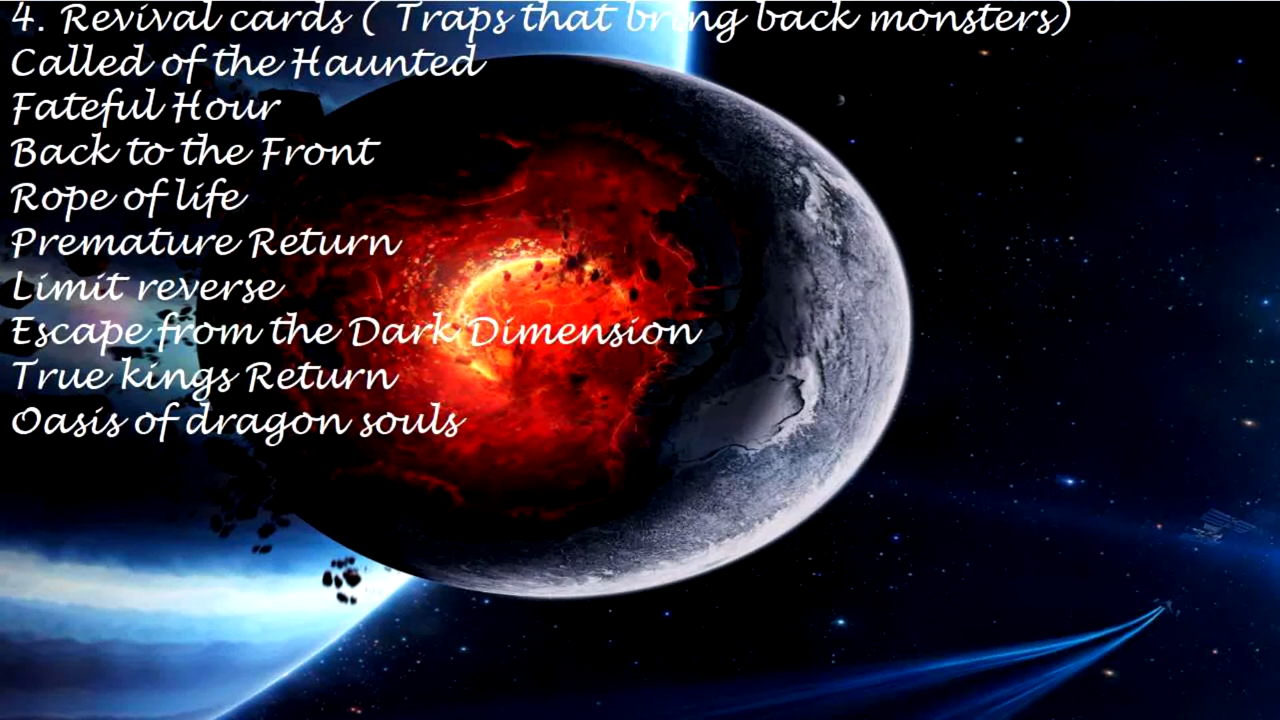 4. Revival cards ( Traps that bring back monsters)
Called of the Haunted
Fateful Hour
Back to the Front
Rope of life
Premature Return
Limit reverse
Escape from the Dark Dimension
True kings Return
Oasis of dragon souls